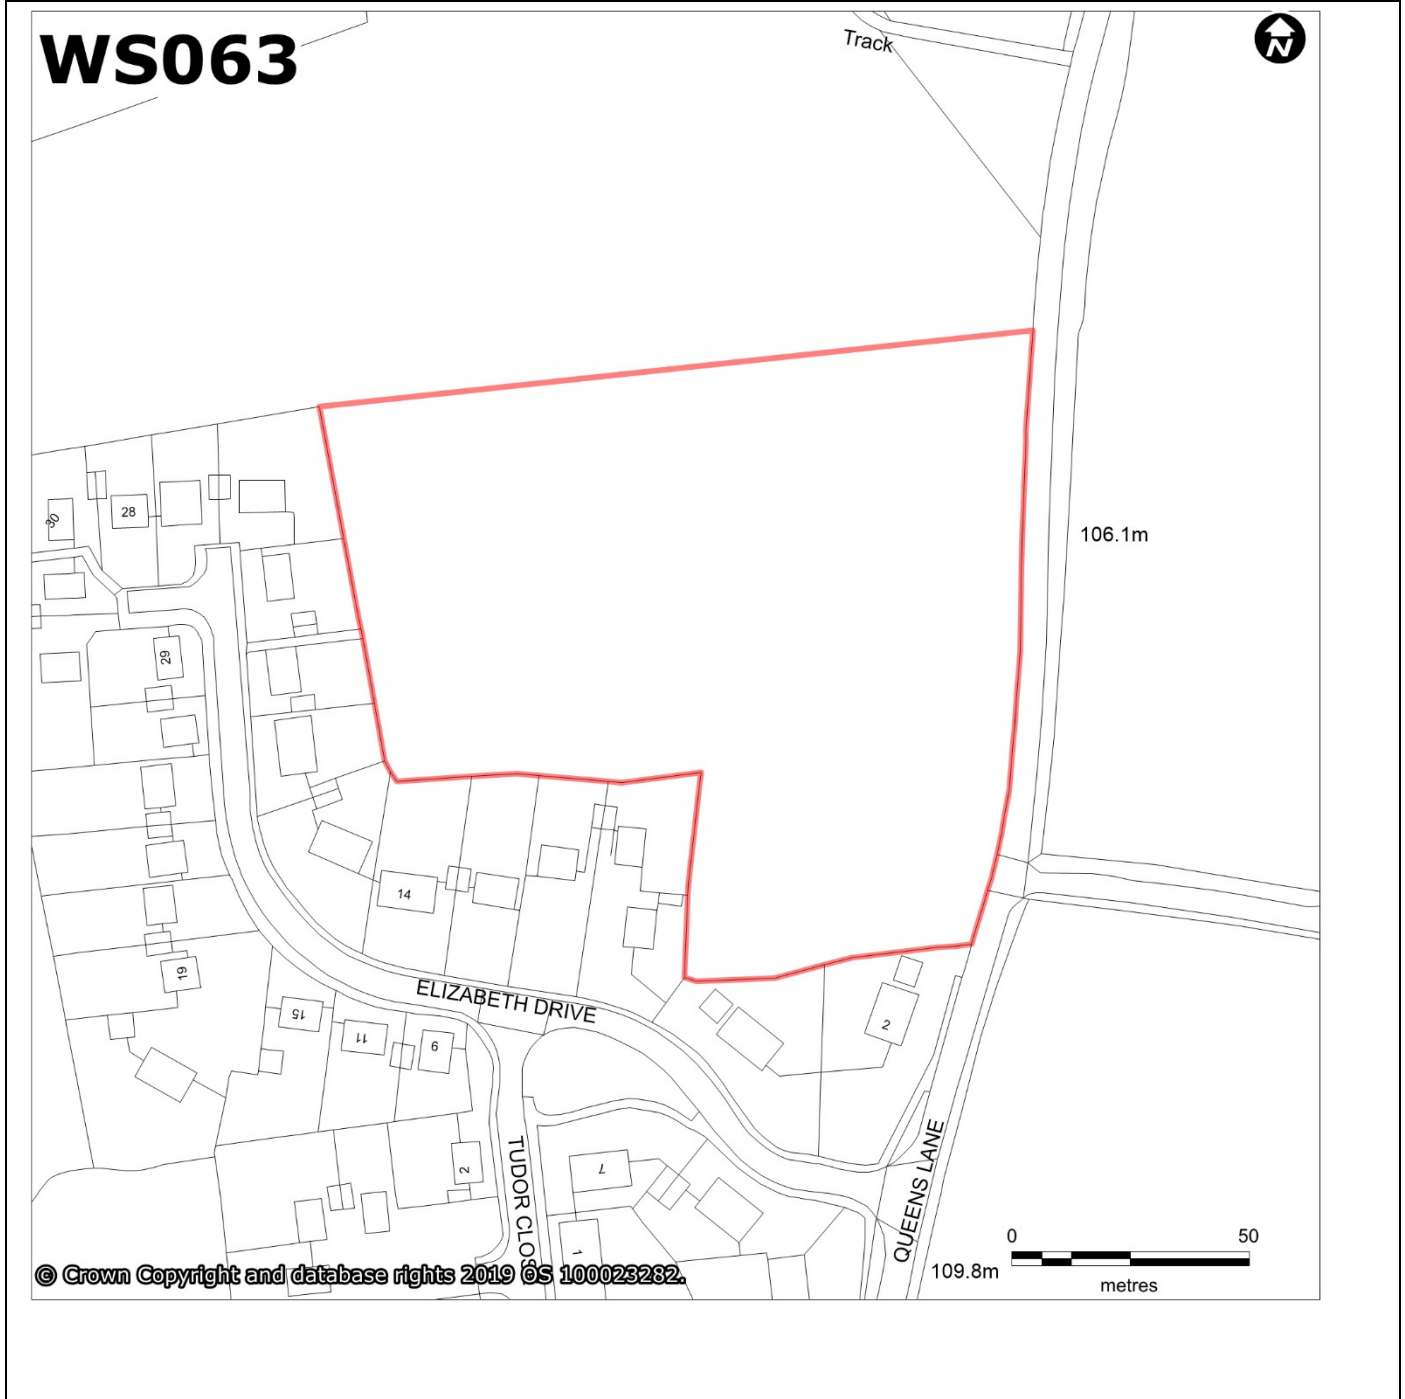 WS063
Track
N
106.1m
30
28
29
14
19
ELIZABETH DRIVE
15
11
9
2
2
7
TUDOR CLOS
1
QUEENS LANE
0 50
metres
109.8m
© Crown Copyright and database rights 2019 OS 100023282.